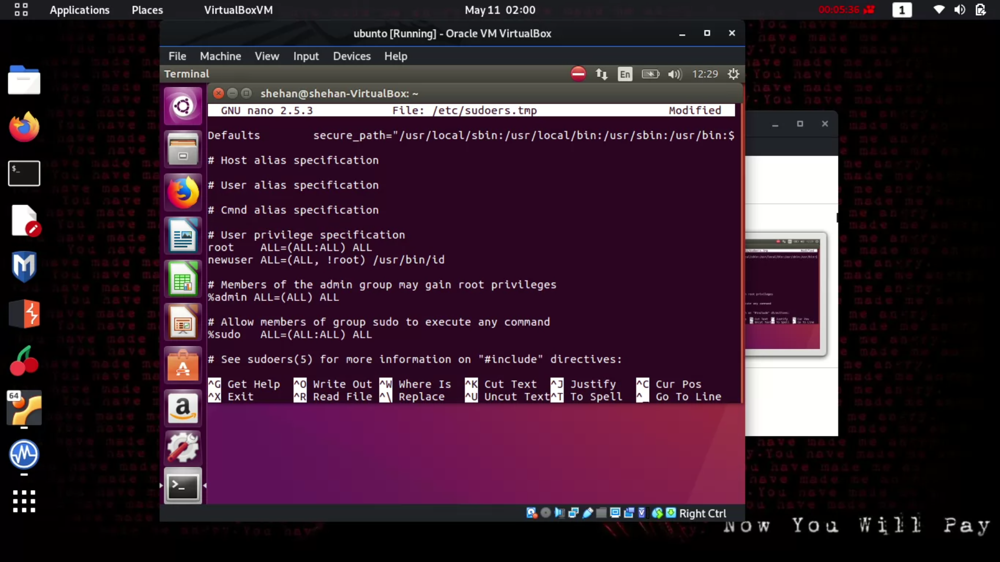 Applications Places VirtualBoxVM May 11 02:00 00:05:36 1
ubunto [Running] - Oracle VM VirtualBox
File Machine View Input Devices Help
Terminal En 12:29
shehan@shehan-VirtualBox: ~
GNU nano 2.5.3 File: /etc/sudoers.tmp Modified
Defaults secure_path="/usr/local/sbin:/usr/local/bin:/usr/sbin:/usr/bin:$
# Host alias specification
# User alias specification
# Cmnd alias specification
# User privilege specification
root ALL=(ALL:ALL) ALL
newuser ALL=(ALL, !root) /usr/bin/id
# Members of the admin group may gain root privileges
%admin ALL=(ALL) ALL
# Allow members of group sudo to execute any command
%sudo ALL=(ALL:ALL) ALL
# See sudoers(5) for more information on "#include" directives:
^G Get Help ^O Write Out ^W Where Is ^K Cut Text ^J Justify ^C Cur Pos
^X Exit ^R Read File ^\ Replace ^U Uncut Text ^T To Spell ^_ Go To Line
64
Right Ctrl
Now You Will Pay